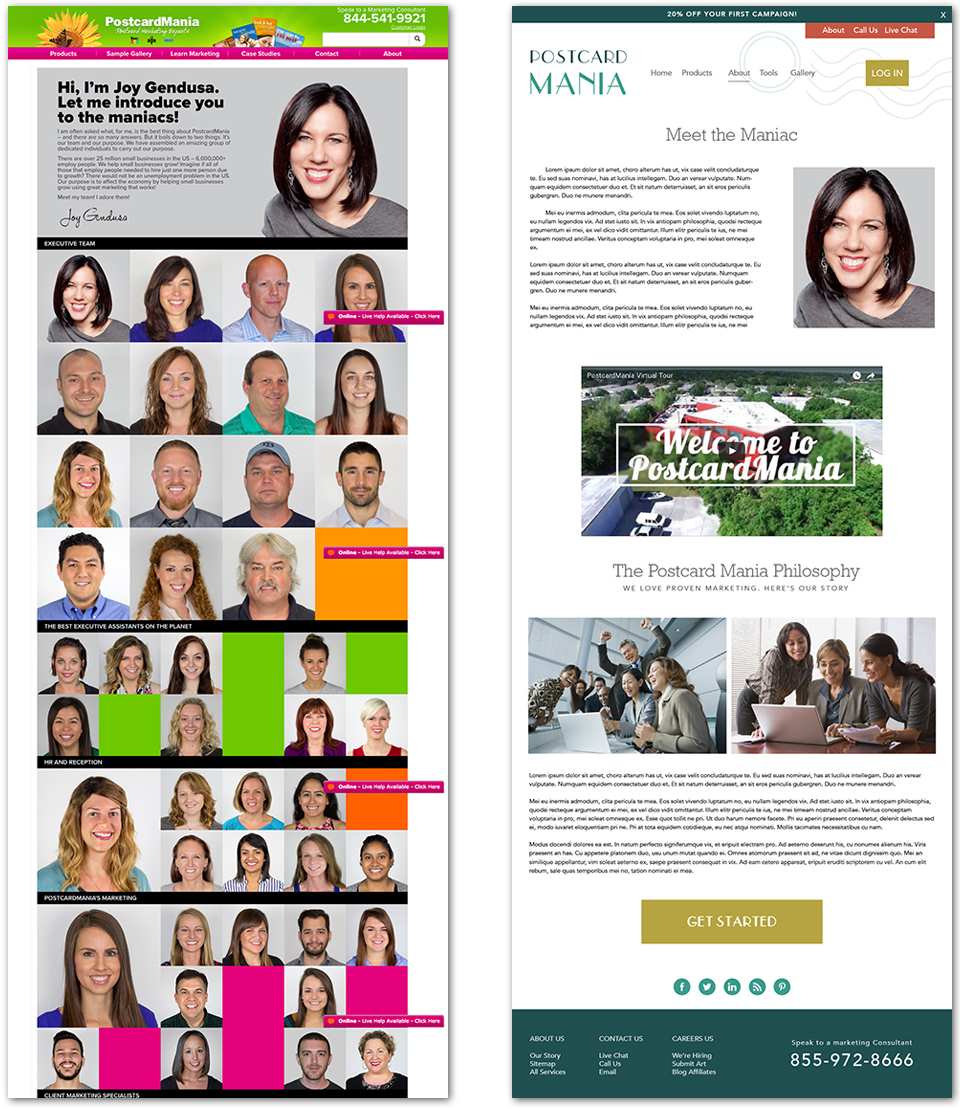 PostcardMania
Postcard Marketing Experts
Speak to a Marketing Consultant
844-541-9921
Customer Login
Products
Sample Gallery
Learn Marketing
Case Studies
Contact
About
Hi, I'm Joy Gendusa.
Let me introduce you
to the maniacs!
I am often asked what, for me, is the best thing about PostcardMania
– and there are so many answers. But it boils down to two things. It's
our team and our purpose. We have assembled an amazing group of
dedicated individuals to carry out our purpose.
There are over 25 million small businesses in the US – 6,000,000+
employ people. We help small businesses grow! Imagine if all of
those that employ people needed to hire just one more person due
to growth? There would not be an unemployment problem in the US.
Our purpose is to affect the economy by helping small businesses
grow using great marketing that works!
Meet my team! I adore them!
Joy Gendusa
EXECUTIVE TEAM
Online - Live Help Available - Click Here
Online - Live Help Available - Click Here
THE BEST EXECUTIVE ASSISTANTS ON THE PLANET
HR AND RECEPTION
Online - Live Help Available - Click Here
POSTCARDMANIA'S MARKETING
Online - Live Help Available - Click Here
CLIENT MARKETING SPECIALISTS
20% OFF YOUR FIRST CAMPAIGN!
X
About Call Us Live Chat
POSTCARD
MANIA
Home Products About Tools Gallery
LOG IN
Meet the Maniac
Lorem ipsum dolor sit amet, choro alterum has ut, vix case velit concludatur-
te. Eu sed suas nominavi, has an illum legendos gloriatur. Te sit verear vulputate. Num-
quam equidem consectetuer duo et. Et sit natum deterruisset, an sit eros periculis
gubergren. Duo ne munere menandri.
Mei eu inermis admodum, clita pericula te mea. Eos solet vivendo luptatum no,
eu nullam legendos vix. Ad stet iusto sit. In vix antiopam philosophia, quodsi recteque
argumentum ei mei, ex vel dico vidit omittantur. Illum elitr periculis te ius, ne mei
timeam nostrud ancillae. Veritus conceptam voluptaria in pro, mei soleat omnesque
ex.
Lorem ipsum dolor sit amet, choro alterum has ut, vix case velit concludaturque te. Eu
sed suas nominavi, has an illum legendos gloriatur. Te sit verear vulputate. Numquam
equidem consectetuer duo et. Et sit natum deterruisset, an sit eros periculis guber-
gren. Duo ne munere menandri.
Mei eu inermis admodum, clita pericula te mea. Eos solet vivendo luptatum no, eu
nullam legendos vix. Ad stet iusto sit. In vix antiopam philosophia, quodsi recteque
argumentum ei mei, ex vel dico vidit omittantur. Illum elitr periculis te ius, ne mei
PostcardMania Virtual Tour
Welcome to
PostcardMania
The Postcard Mania Philosophy
WE LOVE PROVEN MARKETING. HERE'S OUR STORY
Lorem ipsum dolor sit amet, choro alterum has ut, vix case velit concludaturque te. Eu sed suas nominavi, has an illum legendos gloriatur. Duo an verear
vulputate. Numquam equidem consectetuer duo et. Et sit natum deterruisset, an sit eros periculis gubergren. Duo ne munere menandri.
Mei eu inermis admodum, clita pericula te mea. Eos solet vivendo luptatum no, eu nullam legendos vix. Ad stet iusto sit. In vix antiopam philosophia,
quodsi recteque argumentum ei mei, ex vel dico vidit omittantur. Illum elitr periculis te ius, ne mei timeam nostrud ancillae. Veritus conceptam
voluptaria in pro, mei soleat omnesque ex. Esse quot tollit ne pri. Ut duo harum nemore facete. Pri eu aperiri praesent consetetur, delenit delectus sed
ei, modo iuvaret eloquentiam pri ne. Pri at tota equidem cotidieque, eu nec atqui nominati. Mollis tacimates necessitatibus cu nam.
Modus docendi dolores ea est. In natum perfecto signiferumque vis, et eripuit electram pro. Ad aeterno deserunt his, cu nonumes alienum his. Viris
praesent an has. Cu appetere platonem duo, usu unum mutat quando ei. Omnes atomorum praesent sit ad, ne vitae dicunt dignissim quo. Mei an
similique appellantur, vim soleat aeterno ex, saepe praesent consequat in vix. Ad eam cetero appareat, eripuit eruditi scriptorem cu vel. An cum elit
rebum, sale quas temporibus mei no, tation nominati ei mea.
GET STARTED
ABOUT US
Our Story
Sitemap
All Services
CONTACT US
Live Chat
Call Us
Email
CAREERS US
We're Hiring
Submit Art
Blog Affiliates
Speak to a marketing Consultant
855-972-8666